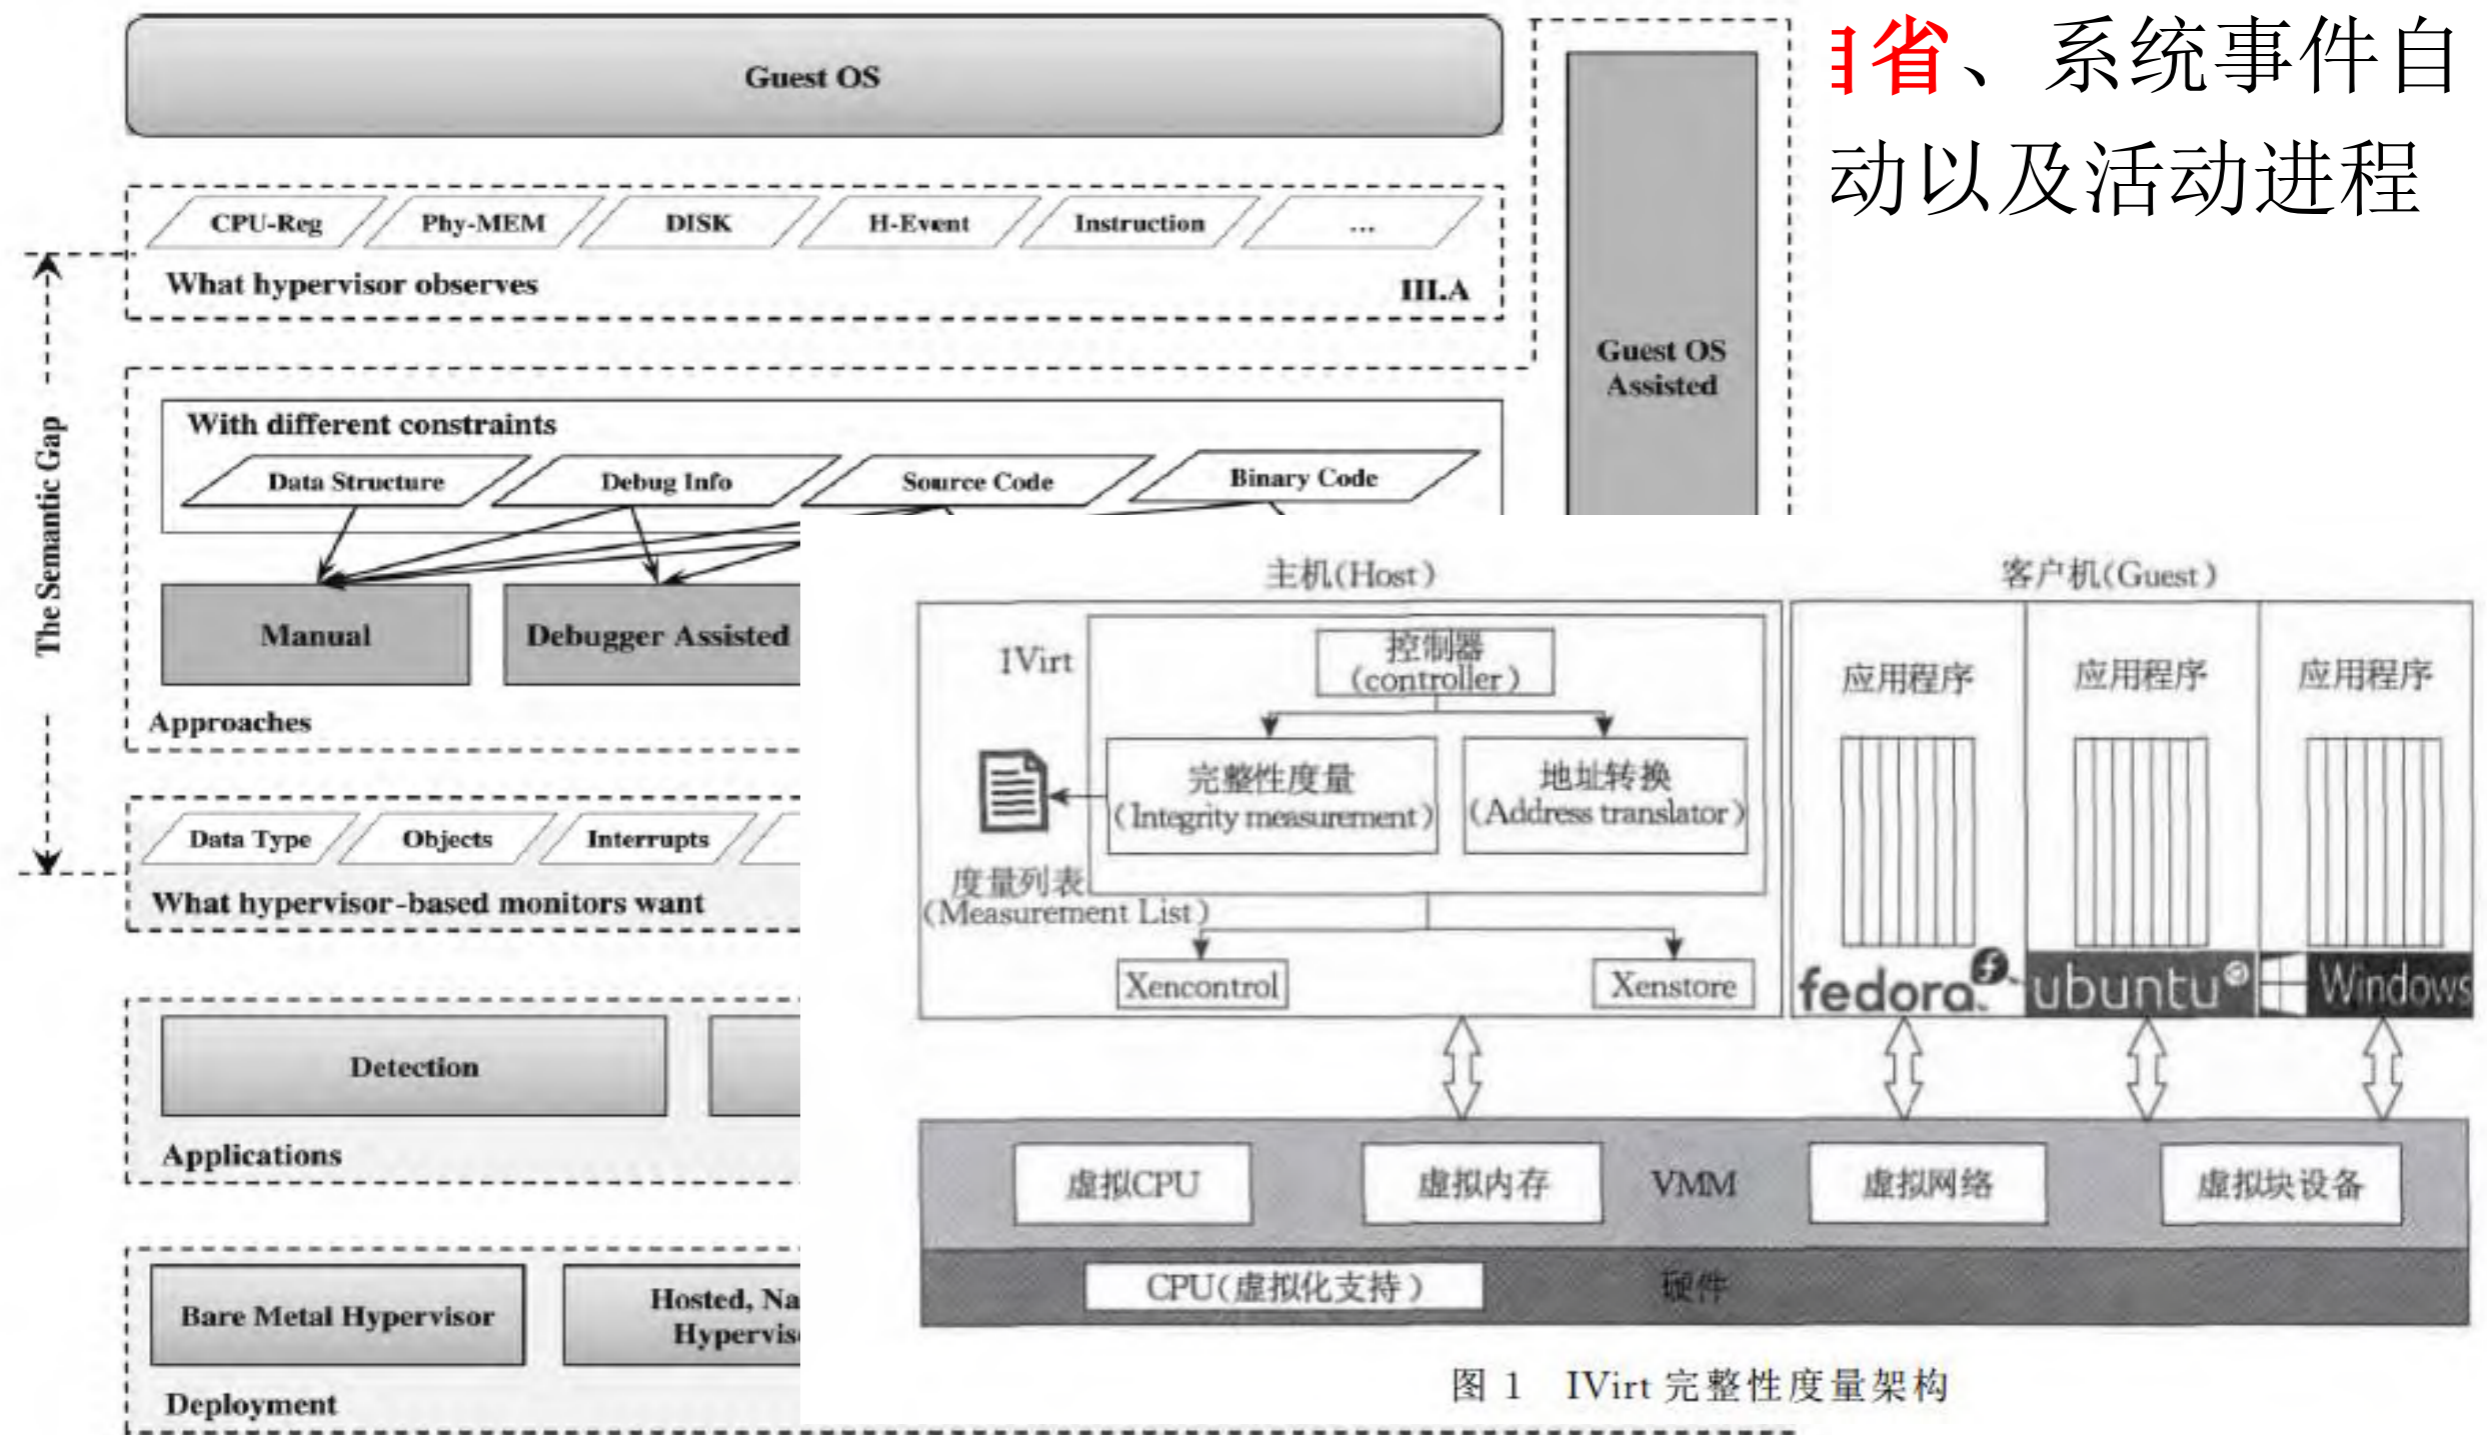 省、系统事件自
动以及活动进程
Guest OS
CPU-Reg Phy-MEM DISK H-Event Instruction ...
What hypervisor observes III.A
The Semantic Gap
Guest OS
Assisted
With different constraints
Data Structure Debug Info Source Code Binary Code
Manual Debugger Assisted
Approaches
Data Type Objects Interrupts
What hypervisor-based monitors want
Detection
Applications
Bare Metal Hypervisor
Hosted, Na
Hypervis
Deployment
主机(Host) 客户机(Guest)
IVirt
控制器
(controller)
完整性度量
(Integrity measurement)
地址转换
(Address translator)
度量列表
(Measurement List)
Xencontrol Xenstore
应用程序 应用程序 应用程序
fedora ubuntu Windows
虚拟CPU 虚拟内存 VMM 虚拟网络 虚拟块设备
CPU(虚拟化支持) 硬件
图 1 IVirt 完整性度量架构